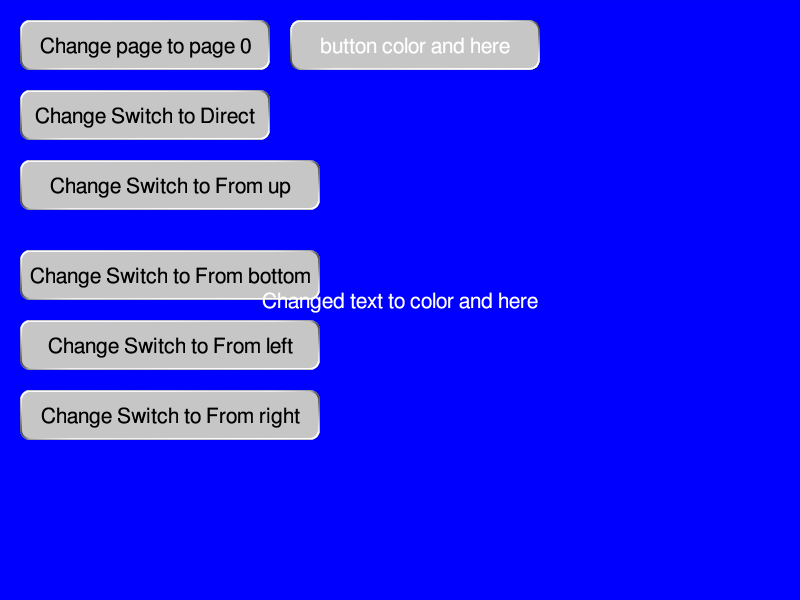 Change page to page 0
button color and here
Change Switch to Direct
Change Switch to From up
Change Switch to From bottom
Changed text to color and here
Change Switch to From left
Change Switch to From right